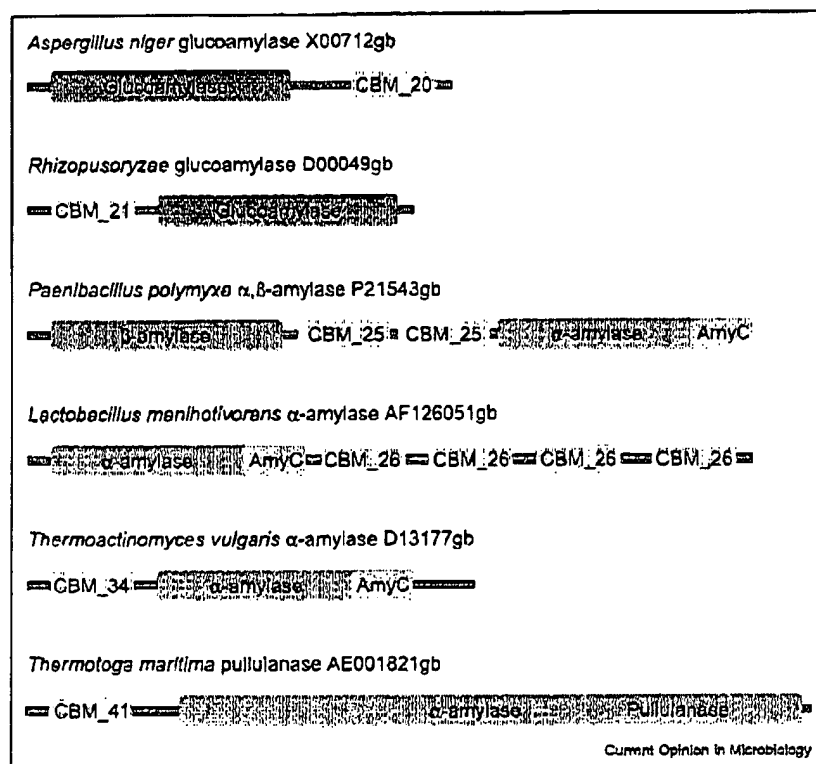 Aspergillus niger glucoamylase X00712gb
Glucoamylase CBM_20
Rhizopusoryzae glucoamylase D00049gb
CBM_21 Glucoamylase
Paenibacillus polymyxa α,ß-amylase P21543gb
β-amylase CBM_25 CBM_25 α-amylase AmyC
Lactobacillus manihotivorans α-amylase AF126051gb
α-amylase AmyC CBM_26 CBM_26 CBM_26 CBM_26
Thermoactinomyces vulgaris α-amylase D13177gb
CBM_34 α-amylase AmyC
Thermotoga maritima pullulanase AE001821gb
CBM_41 α-amylase Pullulanase
Current Opinion in Microbiology